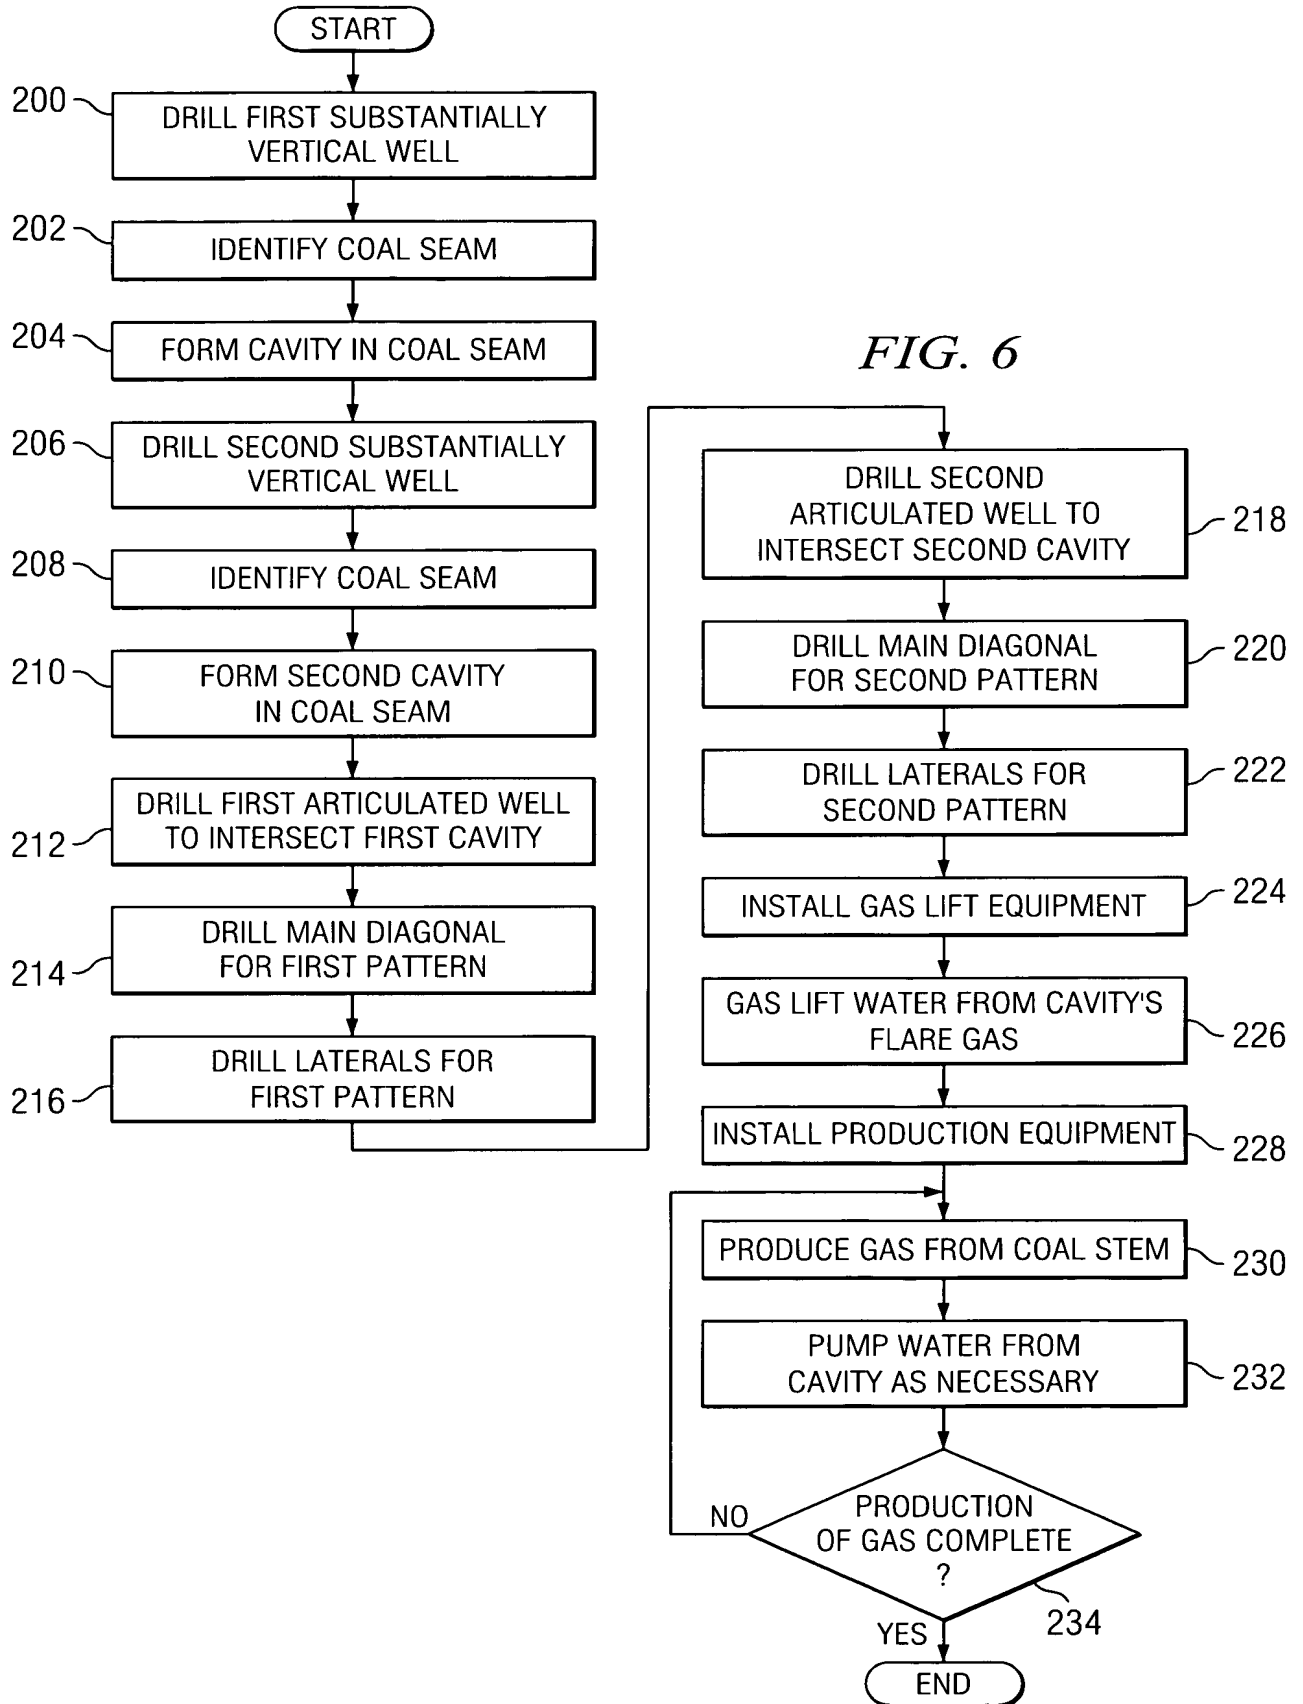 START
200
DRILL FIRST SUBSTANTIALLY
VERTICAL WELL
202
IDENTIFY COAL SEAM
204
FORM CAVITY IN COAL SEAM
206
DRILL SECOND SUBSTANTIALLY
VERTICAL WELL
208
IDENTIFY COAL SEAM
210
FORM SECOND CAVITY
IN COAL SEAM
DRILL FIRST ARTICULATED WELL
TO INTERSECT FIRST CAVITY
212
DRILL MAIN DIAGONAL
FOR FIRST PATTERN
214
DRILL LATERALS FOR
FIRST PATTERN
216
FIG. 6
DRILL SECOND
ARTICULATED WELL TO
INTERSECT SECOND CAVITY
218
DRILL MAIN DIAGONAL
FOR SECOND PATTERN
220
DRILL LATERALS FOR
SECOND PATTERN
222
INSTALL GAS LIFT EQUIPMENT
224
GAS LIFT WATER FROM CAVITY'S
FLARE GAS
226
INSTALL PRODUCTION EQUIPMENT
228
PRODUCE GAS FROM COAL STEM
230
PUMP WATER FROM
CAVITY AS NECESSARY
232
NO
PRODUCTION
OF GAS COMPLETE
?
234
YES
END